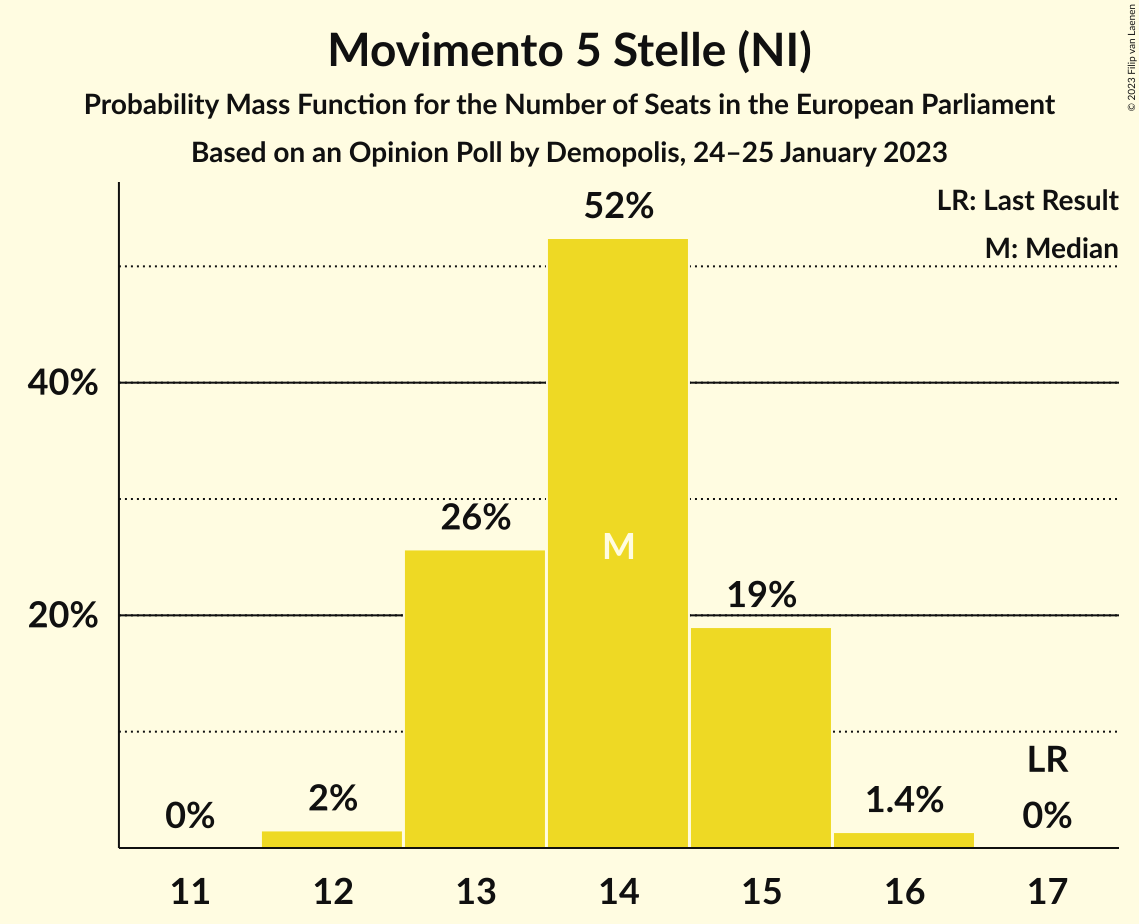 Movimento 5 Stelle (NI)
Probability Mass Function for the Number of Seats in the European Parliament
Based on an Opinion Poll by Demopolis, 24–25 January 2023
© 2023 Filip van Laenen
LR: Last Result
M: Median
52%
40%
26%
M
19%
20%
LR
0%
2%
1.4%
0%
11 12 13 14 15 16 17